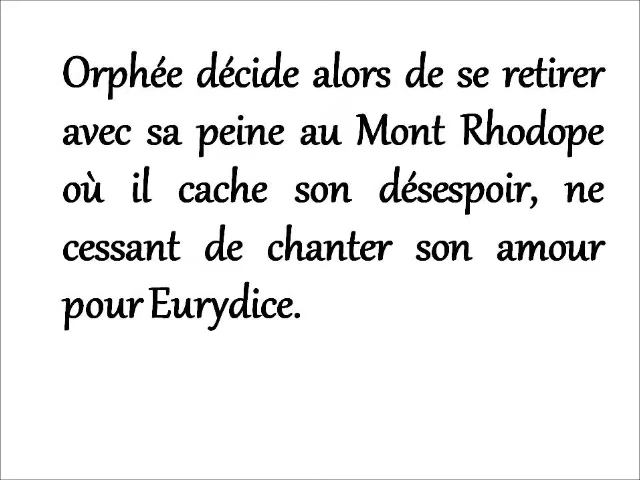 Orphée décide alors de se retirer
avec sa peine au Mont Rhodope
où il cache son désespoir, ne
cessant de chanter son amour
pour Eurydice.